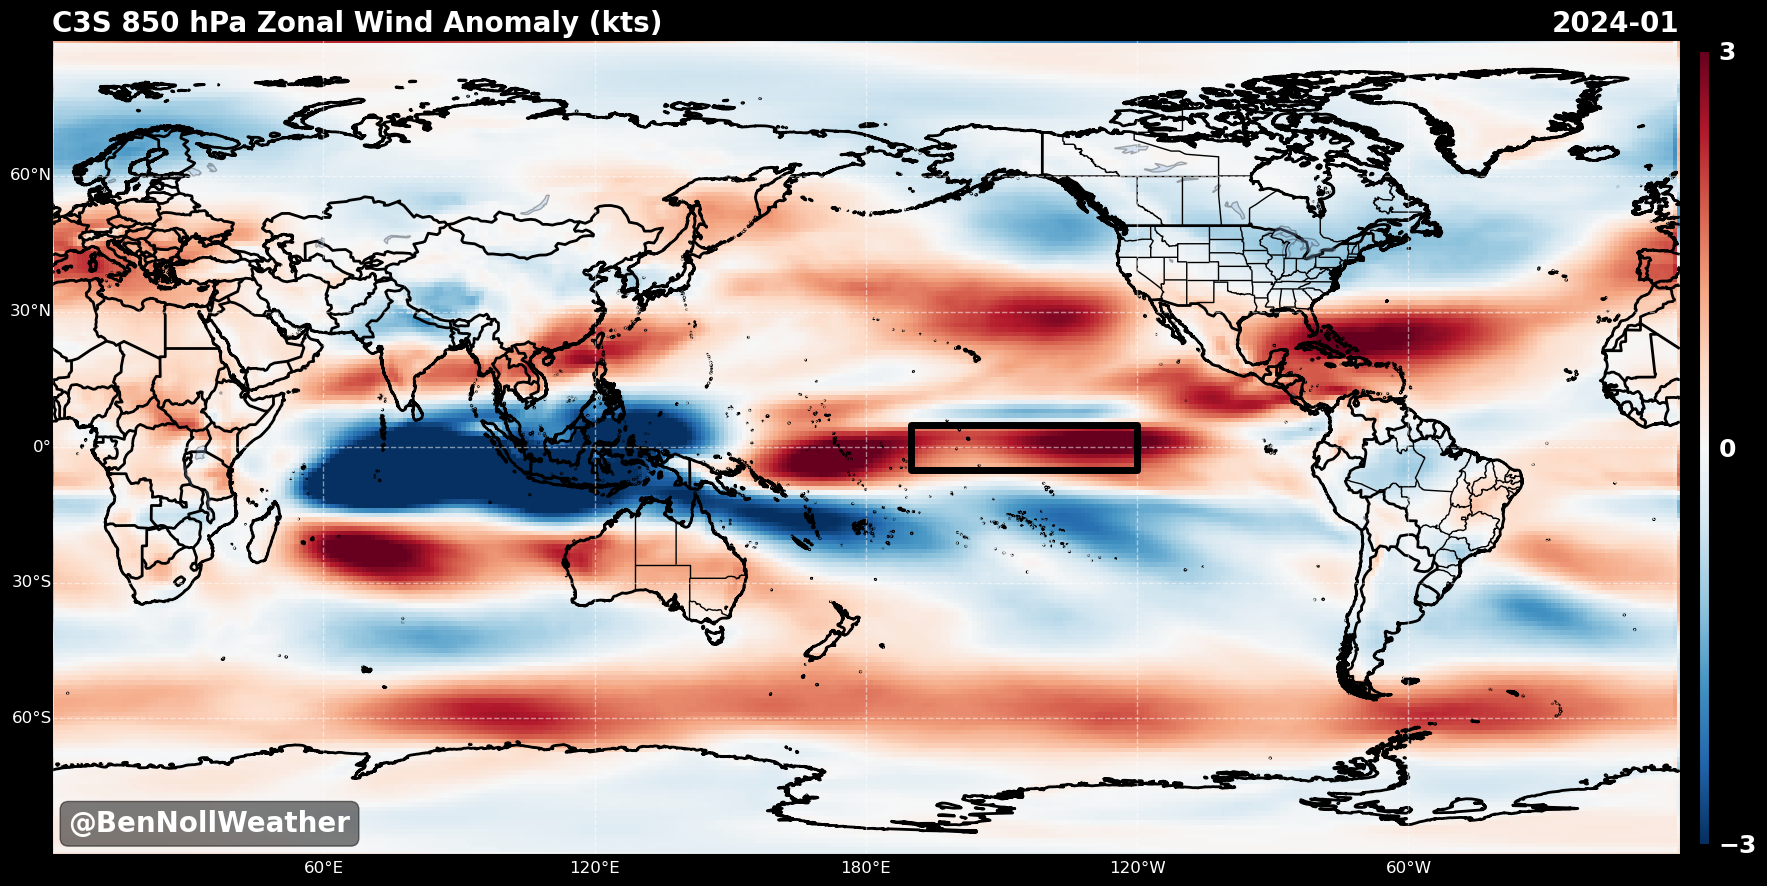 C3S 850 hPa Zonal Wind Anomaly (kts)
2024-01
3
60°N
30°N
0°
0
30°S
60°S
@BenNollWeather
−3
60°E
120°E
180°E
120°W
60°W